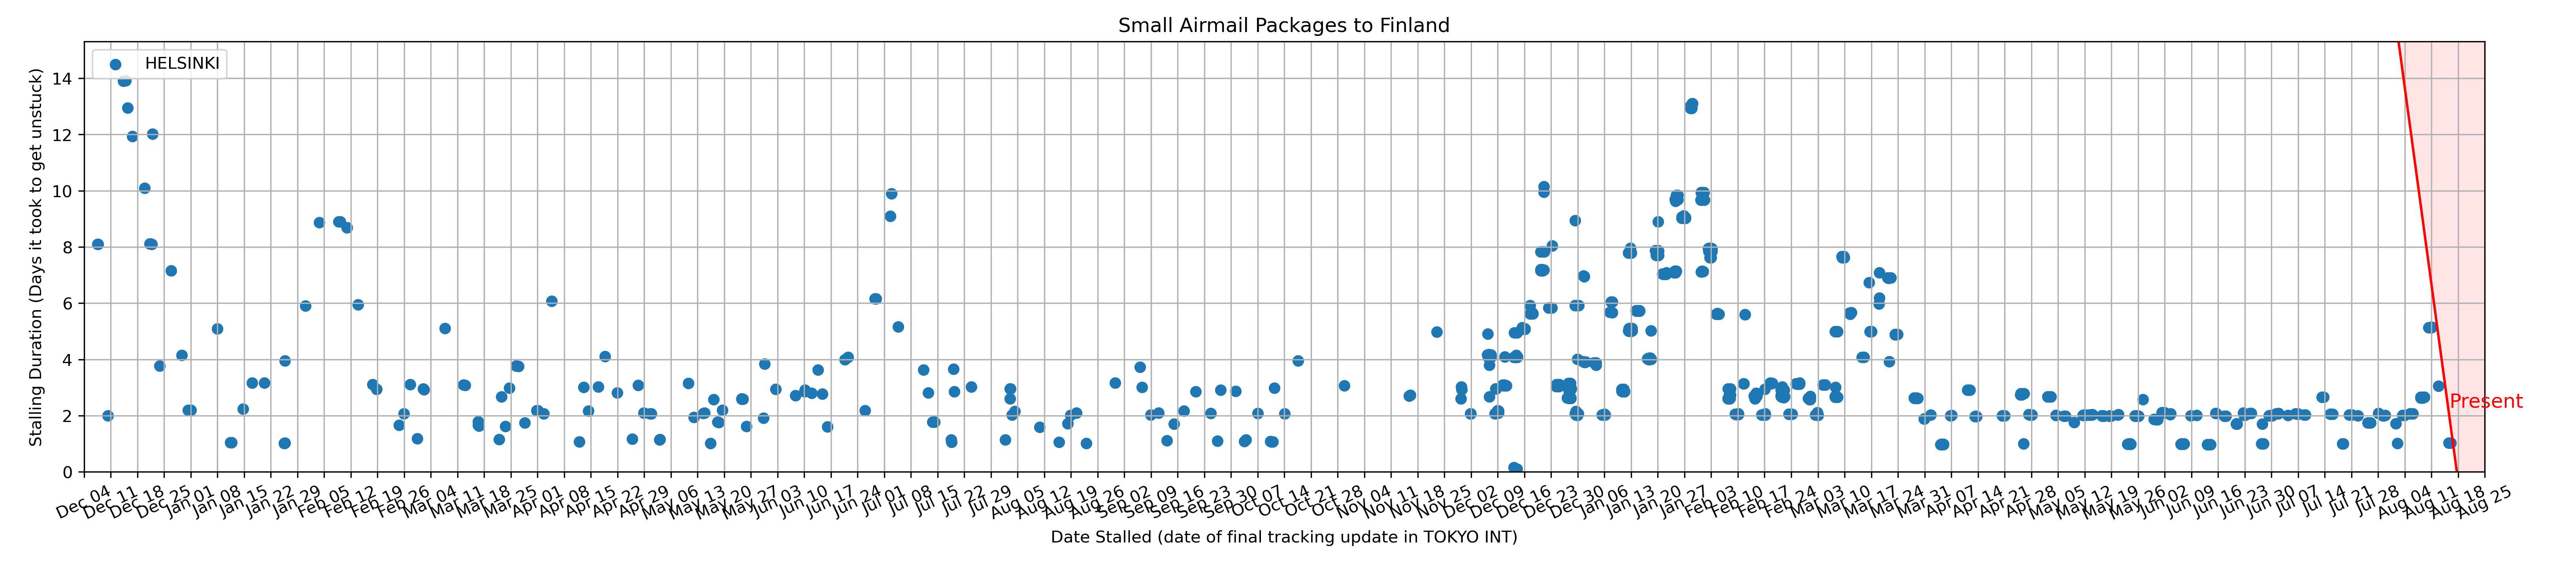 Small Airmail Packages to Finland
HELSINKI
Stalling Duration (Days it took to get unstuck)
14
12
10
8
6
4
2
0
Present
Dec 04
Dec 11
Dec 18
Dec 25
Jan 01
Jan 08
Jan 15
Jan 22
Jan 29
Feb 05
Feb 12
Feb 19
Feb 26
Mar 04
Mar 11
Mar 18
Mar 25
Apr 01
Apr 08
Apr 15
Apr 22
Apr 29
May 06
May 13
May 20
May 27
Jun 03
Jun 10
Jun 17
Jun 24
Jul 01
Jul 08
Jul 15
Jul 22
Jul 29
Aug 05
Aug 12
Aug 19
Aug 26
Sep 02
Sep 09
Sep 16
Sep 23
Sep 30
Oct 07
Oct 14
Oct 21
Oct 28
Nov 04
Nov 11
Nov 18
Nov 25
Dec 02
Dec 09
Dec 16
Dec 23
Dec 30
Jan 06
Jan 13
Jan 20
Jan 27
Feb 03
Feb 10
Feb 17
Feb 24
Mar 03
Mar 10
Mar 17
Mar 24
Mar 31
Apr 07
Apr 14
Apr 21
Apr 28
May 05
May 12
May 19
May 26
Jun 02
Jun 09
Jun 16
Jun 23
Jun 30
Jul 07
Jul 14
Jul 21
Jul 28
Aug 04
Aug 11
Aug 18
Aug 25
Date Stalled (date of final tracking update in TOKYO INT)